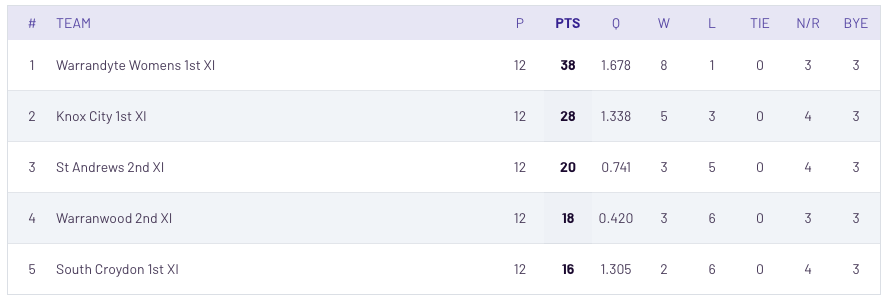 # TEAM P PTS Q W L TIE N/R BYE
1 Warrandyte Womens 1st XI 12 38 1.678 8 1 0 3 3
2 Knox City 1st XI 12 28 1.338 5 3 0 4 3
3 St Andrews 2nd XI 12 20 0.741 3 5 0 4 3
4 Warranwood 2nd XI 12 18 0.420 3 6 0 3 3
5 South Croydon 1st XI 12 16 1.305 2 6 0 4 3